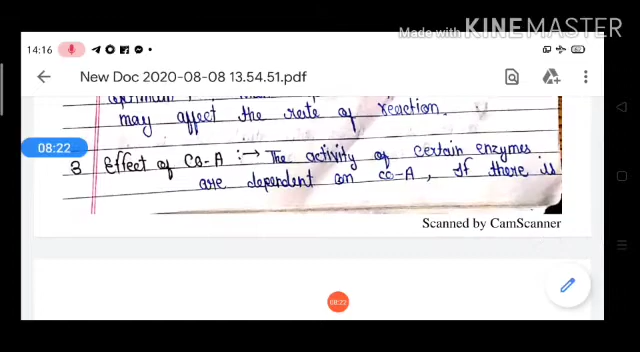 Made with KINEMASTER
14:16
New Doc 2020-08-08 13.54.51.pdf
may affect the rate of reaction.
08:22
3 Effect of Co-A :→ The activity of certain enzymes
are dependent on co-A, If there is
Scanned by CamScanner
08:22